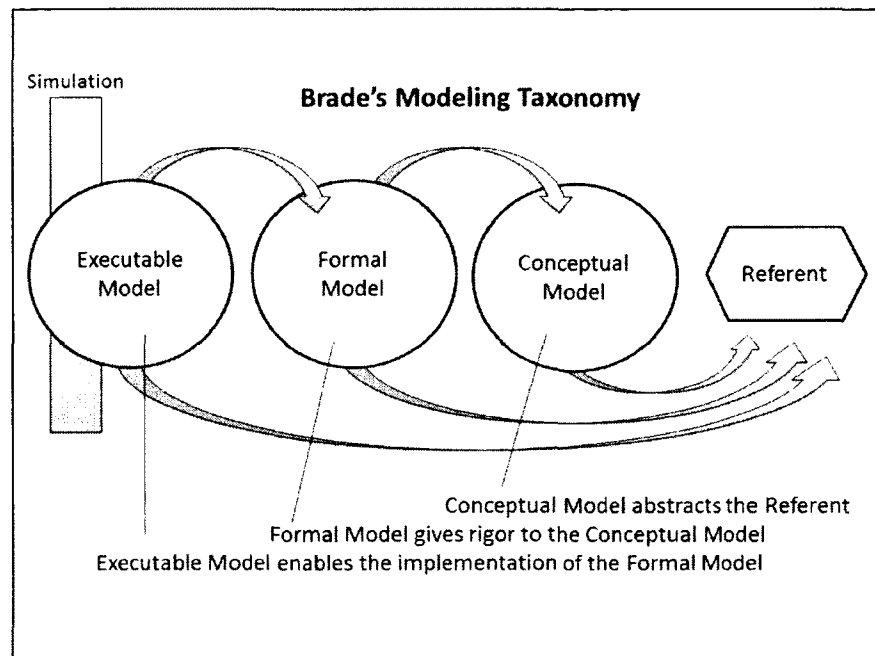 Simulation
Brade's Modeling Taxonomy
Executable
Model
Formal
Model
Conceptual
Model
Referent
Conceptual Model abstracts the Referent
Formal Model gives rigor to the Conceptual Model
Executable Model enables the implementation of the Formal Model